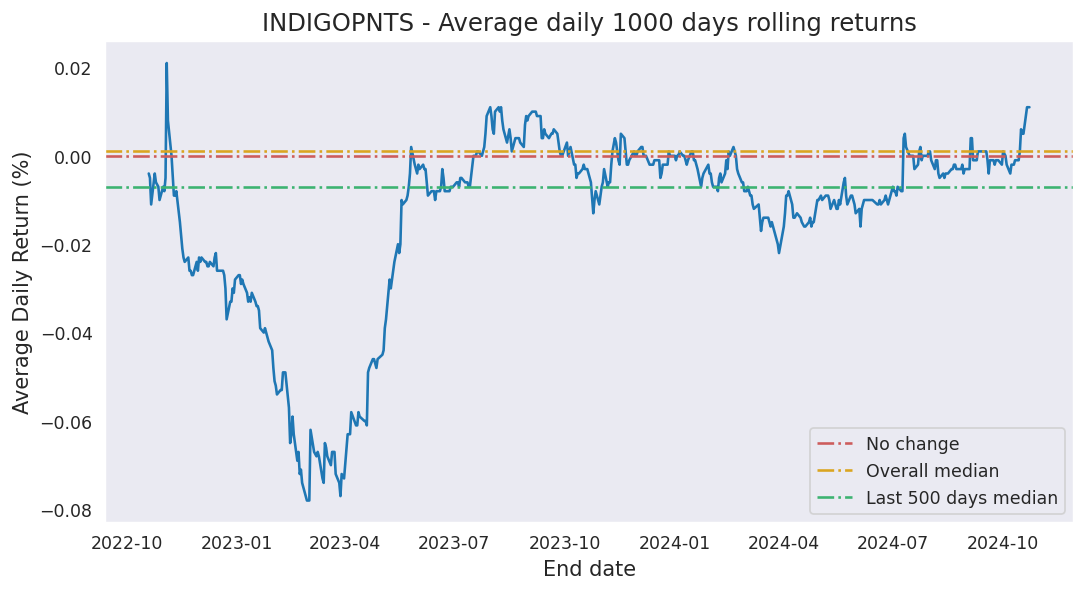 INDIGOPNTS - Average daily 1000 days rolling returns
Average Daily Return (%)
0.02
0.00
−0.02
−0.04
−0.06
−0.08
No change
Overall median
Last 500 days median
2022-10 2023-01 2023-04 2023-07 2023-10 2024-01 2024-04 2024-07 2024-10
End date